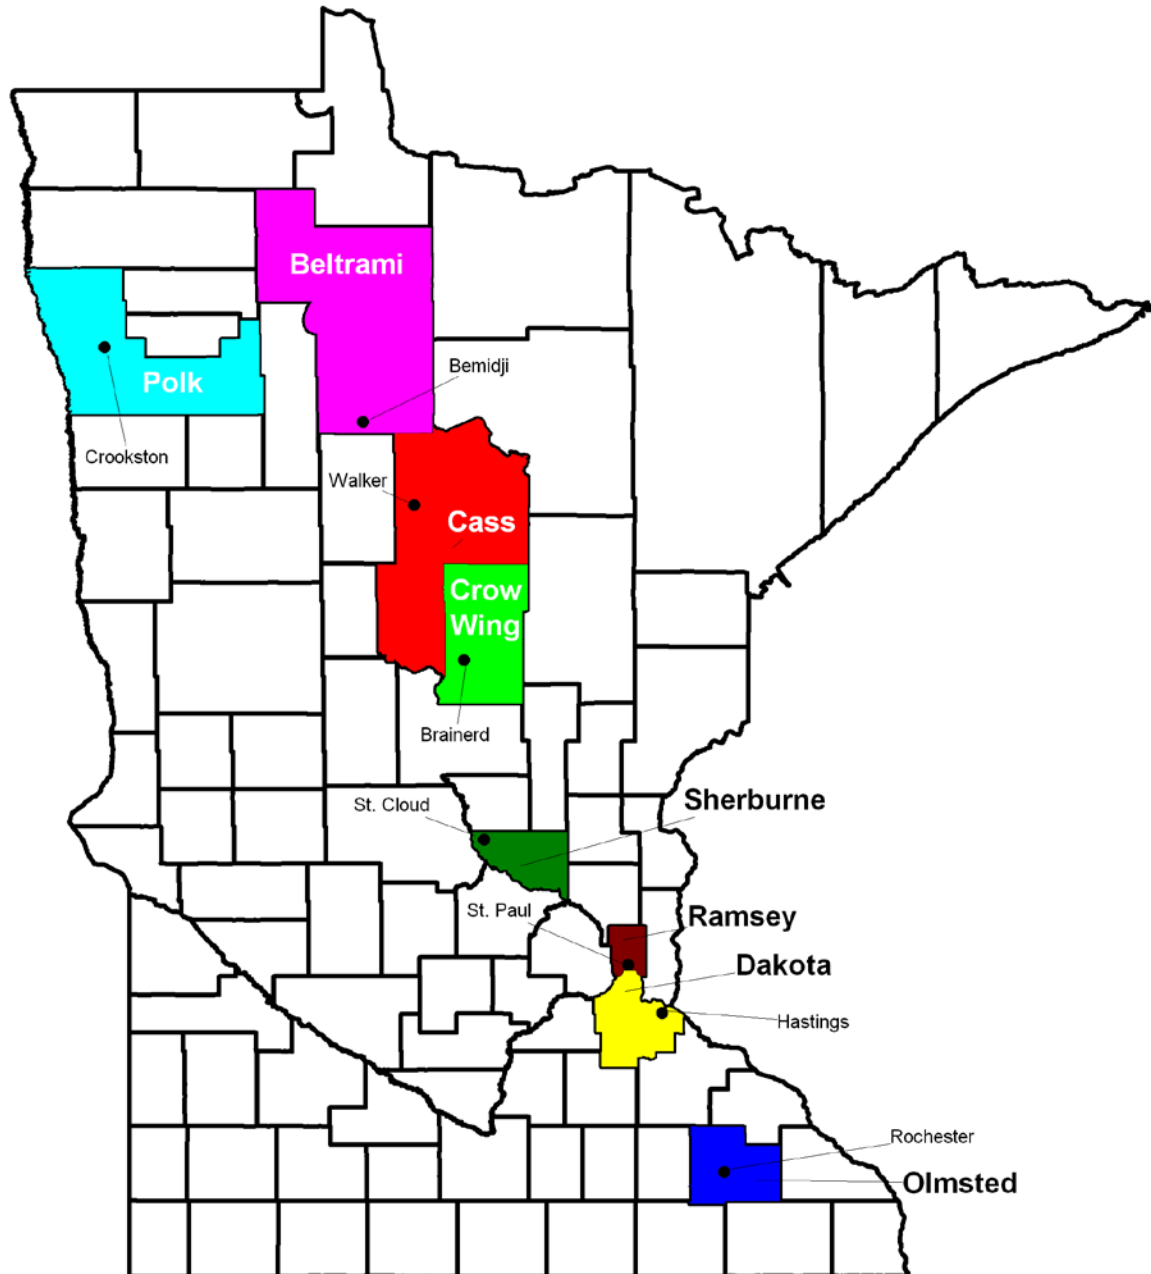 Beltrami
Bemidji
Polk
Crookston
Walker
Cass
Crow
Wing
Brainerd
St. Cloud
Sherburne
St. Paul
Ramsey
Dakota
Hastings
Rochester
Olmsted